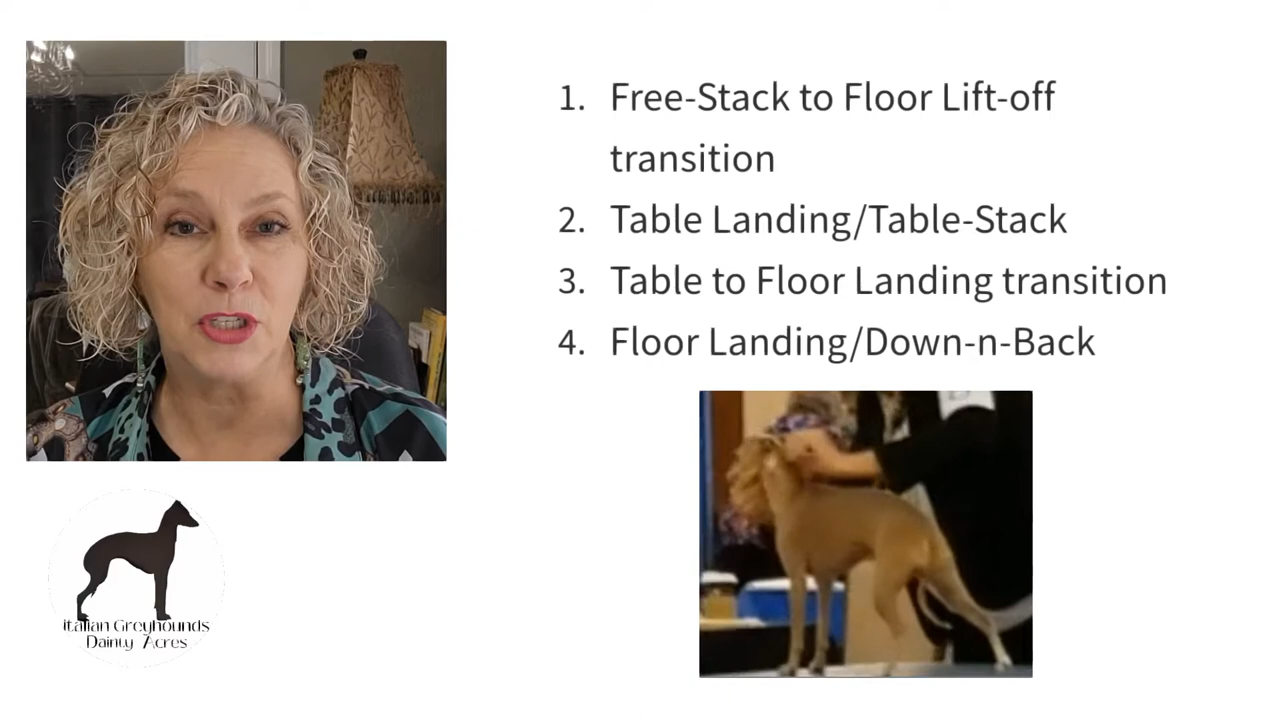 1. Free-Stack to Floor Lift-off
transition
2. Table Landing/Table-Stack
3. Table to Floor Landing transition
4. Floor Landing/Down-n-Back
italian Greyhounds
Dainty Acres